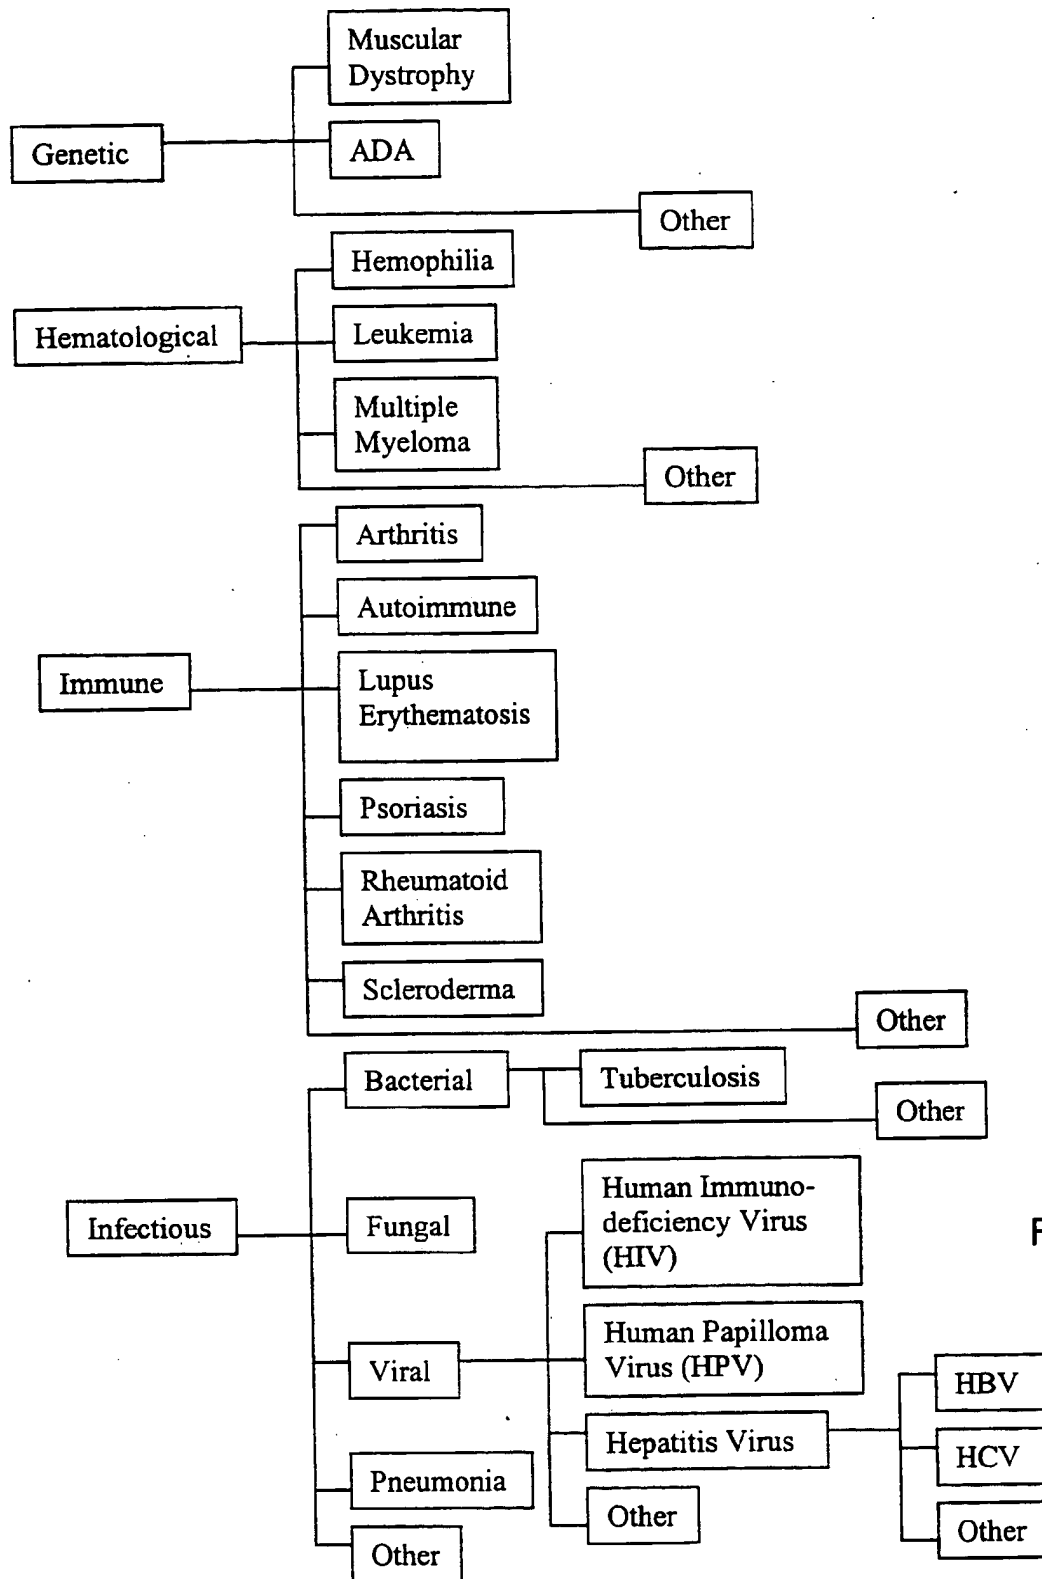 Muscular
Dystrophy
Genetic
ADA
Other
Hemophilia
Hematological
Leukemia
Multiple
Myeloma
Other
Arthritis
Autoimmune
Immune
Lupus
Erythematosis
Psoriasis
Rheumatoid
Arthritis
Scleroderma
Other
Bacterial
Tuberculosis
Other
Infectious
Fungal
Human Immuno-
deficiency Virus
(HIV)
F
Viral
Human Papilloma
Virus (HPV)
Hepatitis Virus
HBV
HCV
Other
Pneumonia
Other
Other